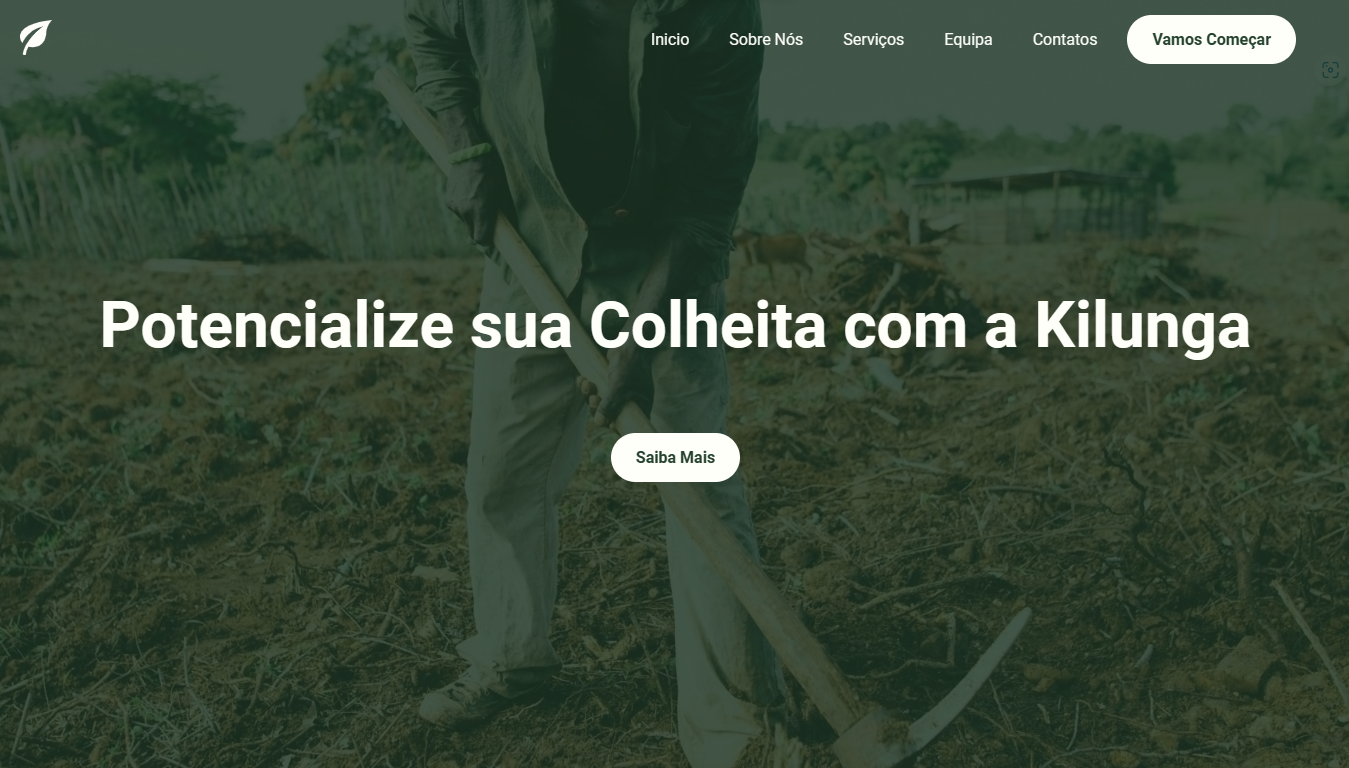 Inicio
Sobre Nós
Serviços
Equipa
Contatos
Vamos Começar
Potencialize sua Colheita com a Kilunga
Saiba Mais